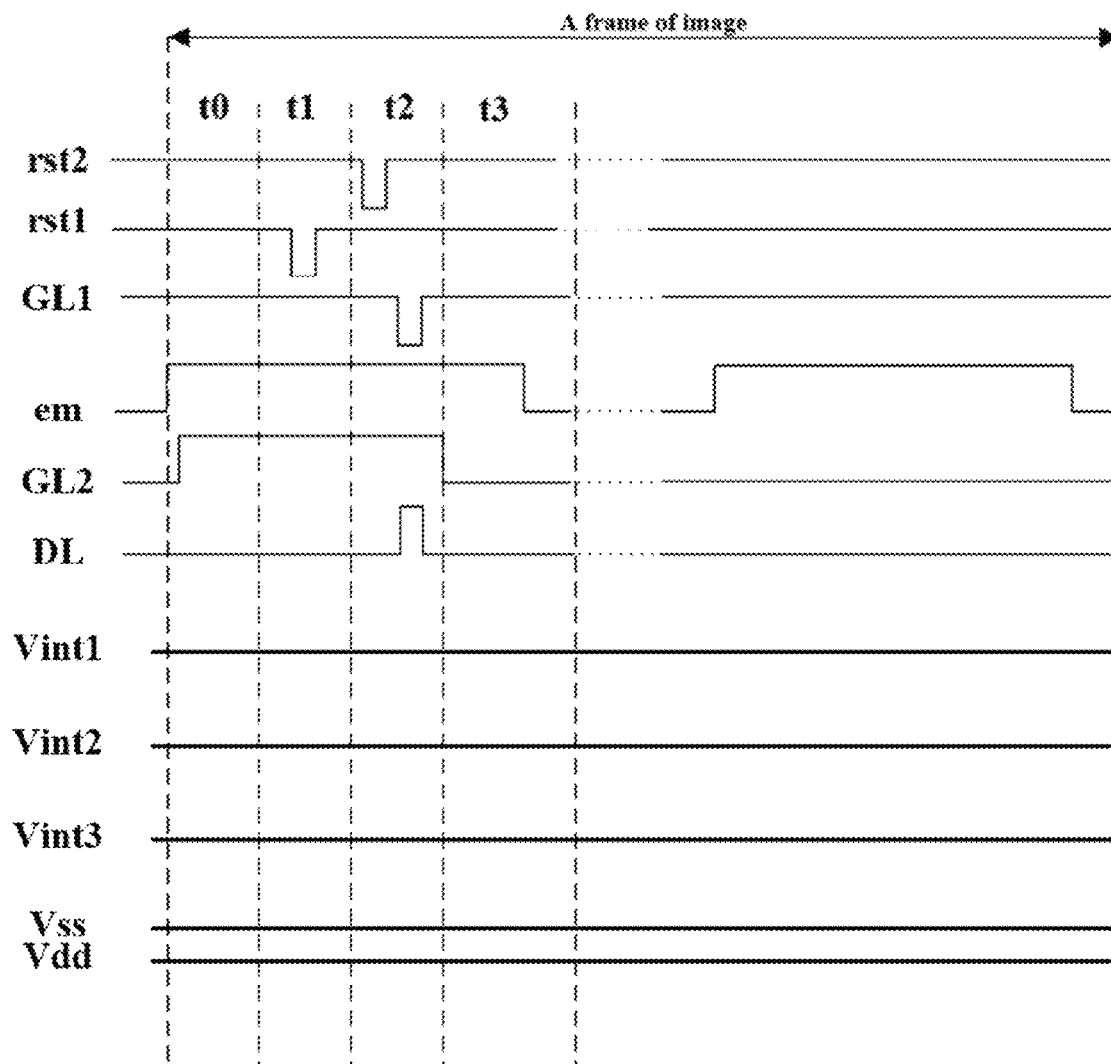 A frame of image
t0 t1 t2 t3
rst2
rst1
GL1
em
GL2
DL
Vint1
Vint2
Vint3
Vss
Vdd